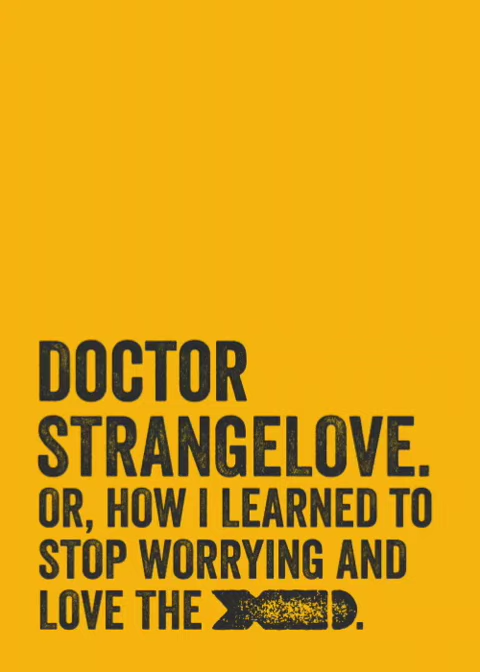 DOCTOR
STRANGELOVE.
OR, HOW I LEARNED TO
STOP WORRYING AND
LOVE THE .